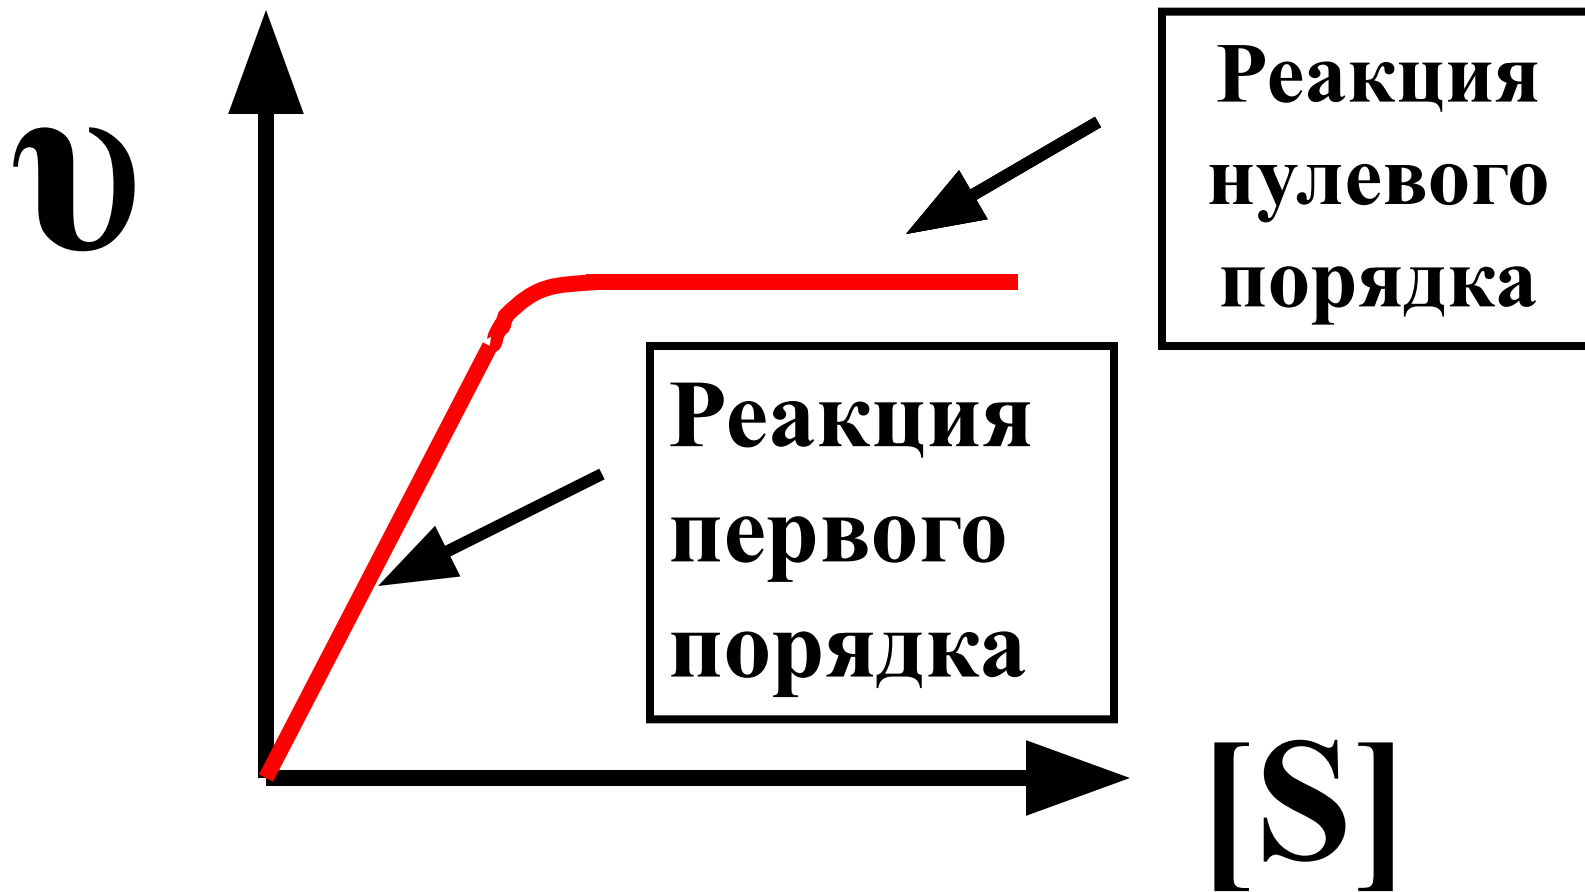 υ
Реакция
нулевого
порядка
Реакция
первого
порядка
[S]